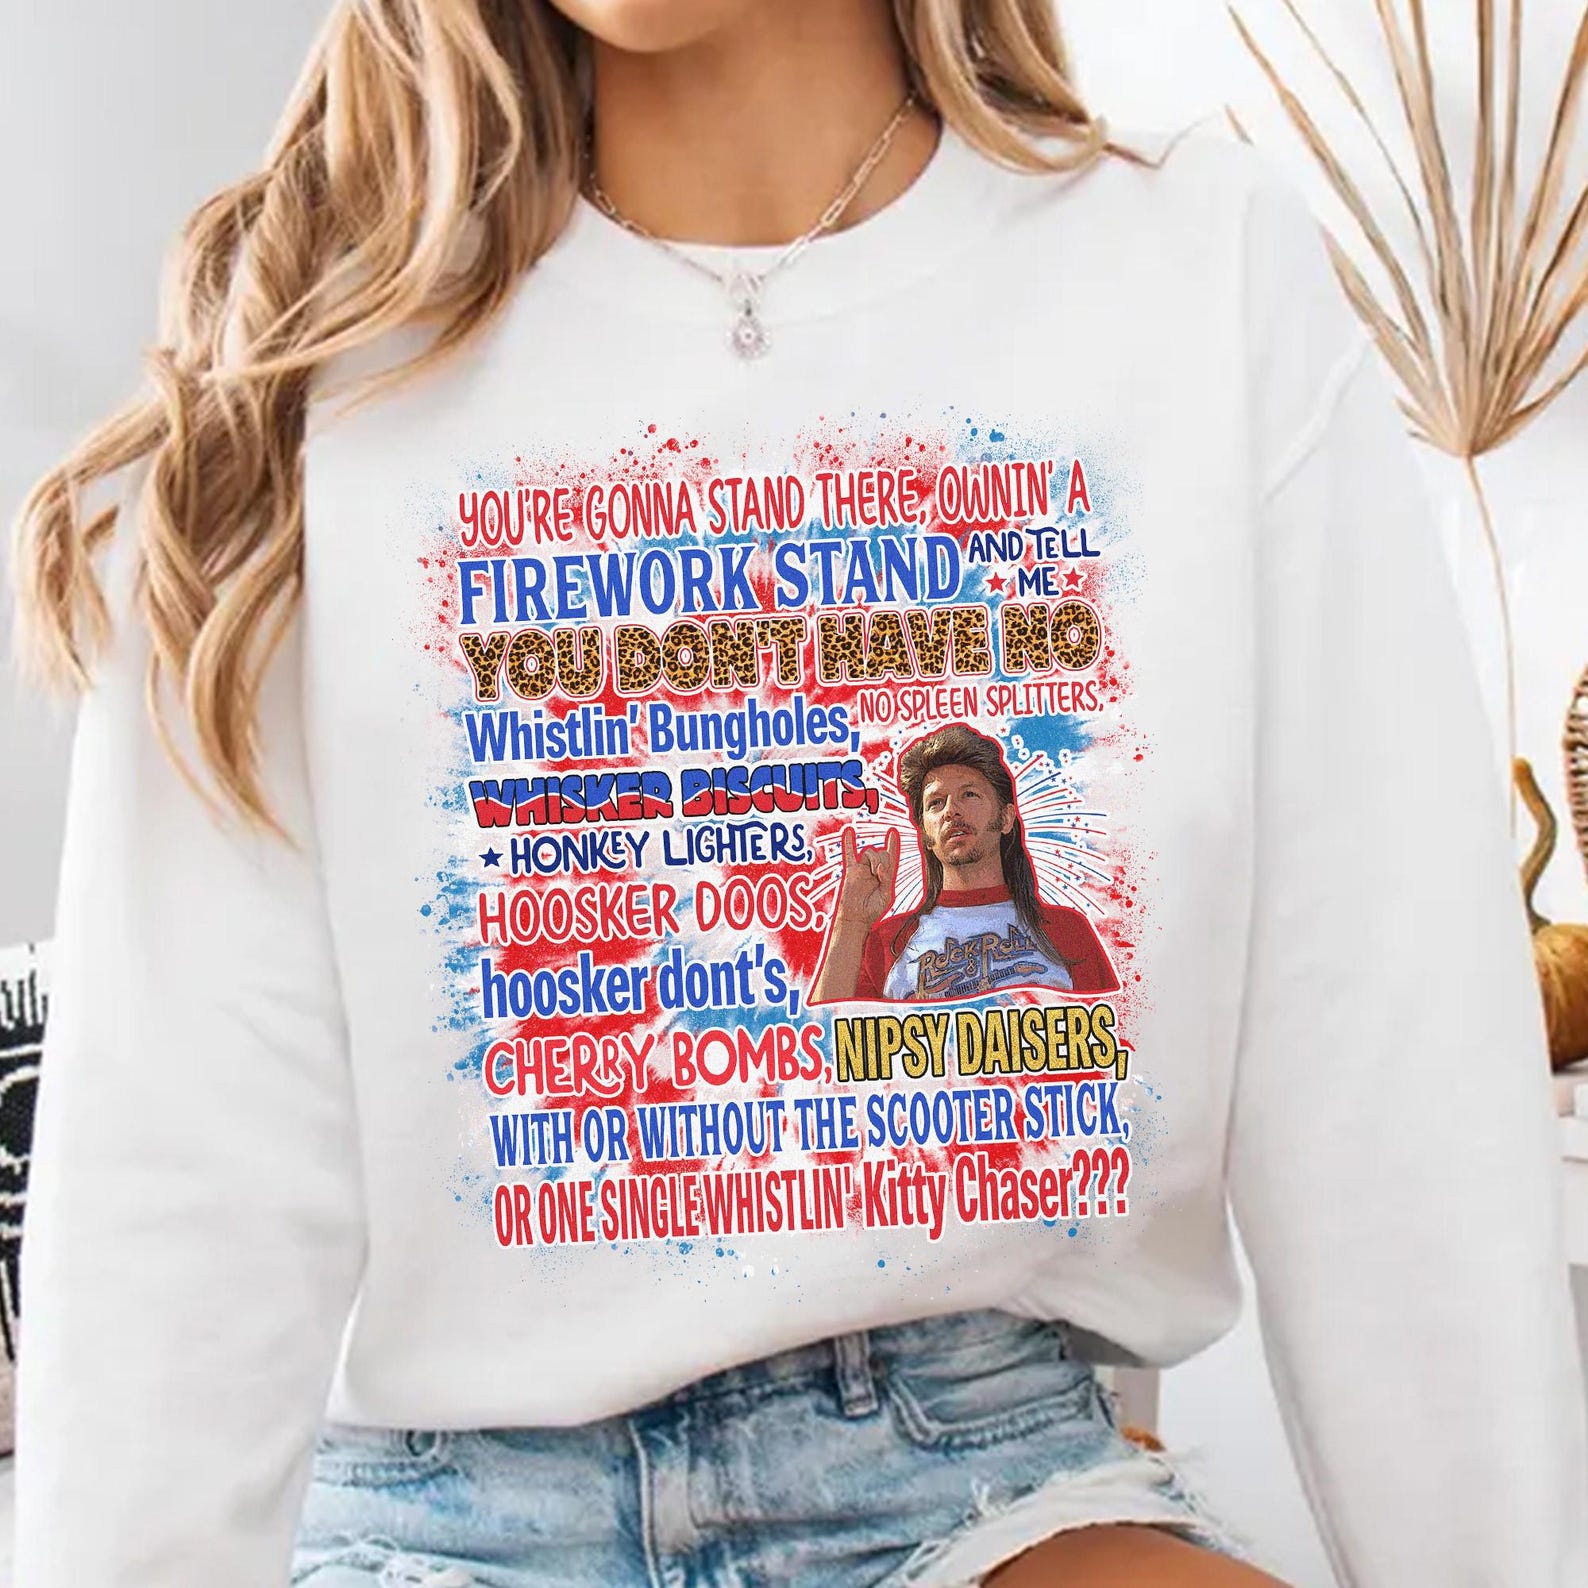 YOU'RE GONNA STAND THERE, OWNIN' A
FIREWORK STAND AND TELL
ME
YOU DON'T HAVE NO
Whistlin' Bungholes, NO SPLEEN SPLITTERS,
WHISKER BISCUITS,
HONKEY LIGHTERS,
HOOSKER DOOS,
hoosker dont's,
ROCK & ROLL
CHERRY BOMBS, NIPSY DAISERS,
WITH OR WITHOUT THE SCOOTER STICK,
OR ONE SINGLE WHISTLIN' Kitty Chaser???